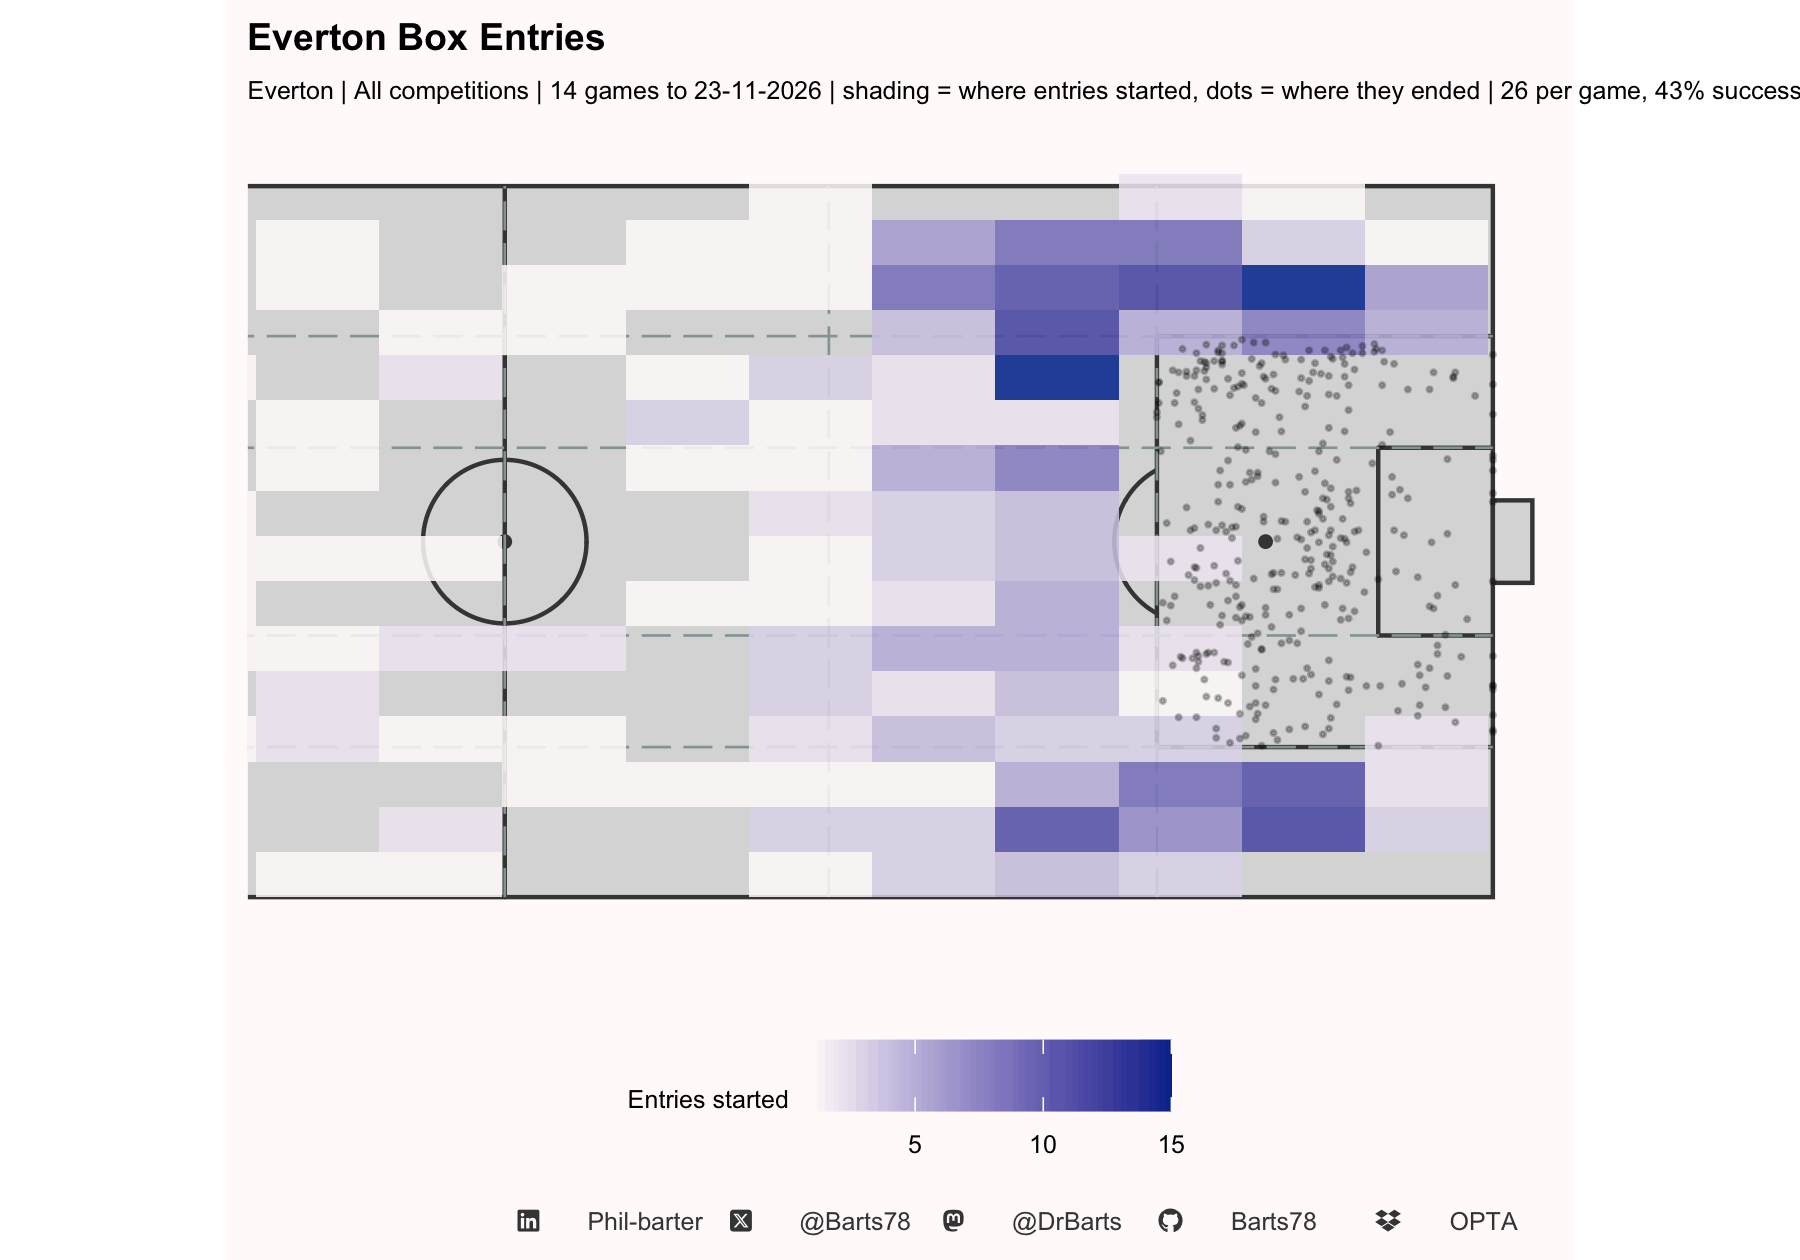 Everton Box Entries
Everton | All competitions | 14 games to 23-11-2026 | shading = where entries started, dots = where they ended | 26 per game, 43% success
Entries started
5 10 15
Phil-barter @Barts78 @DrBarts Barts78 OPTA